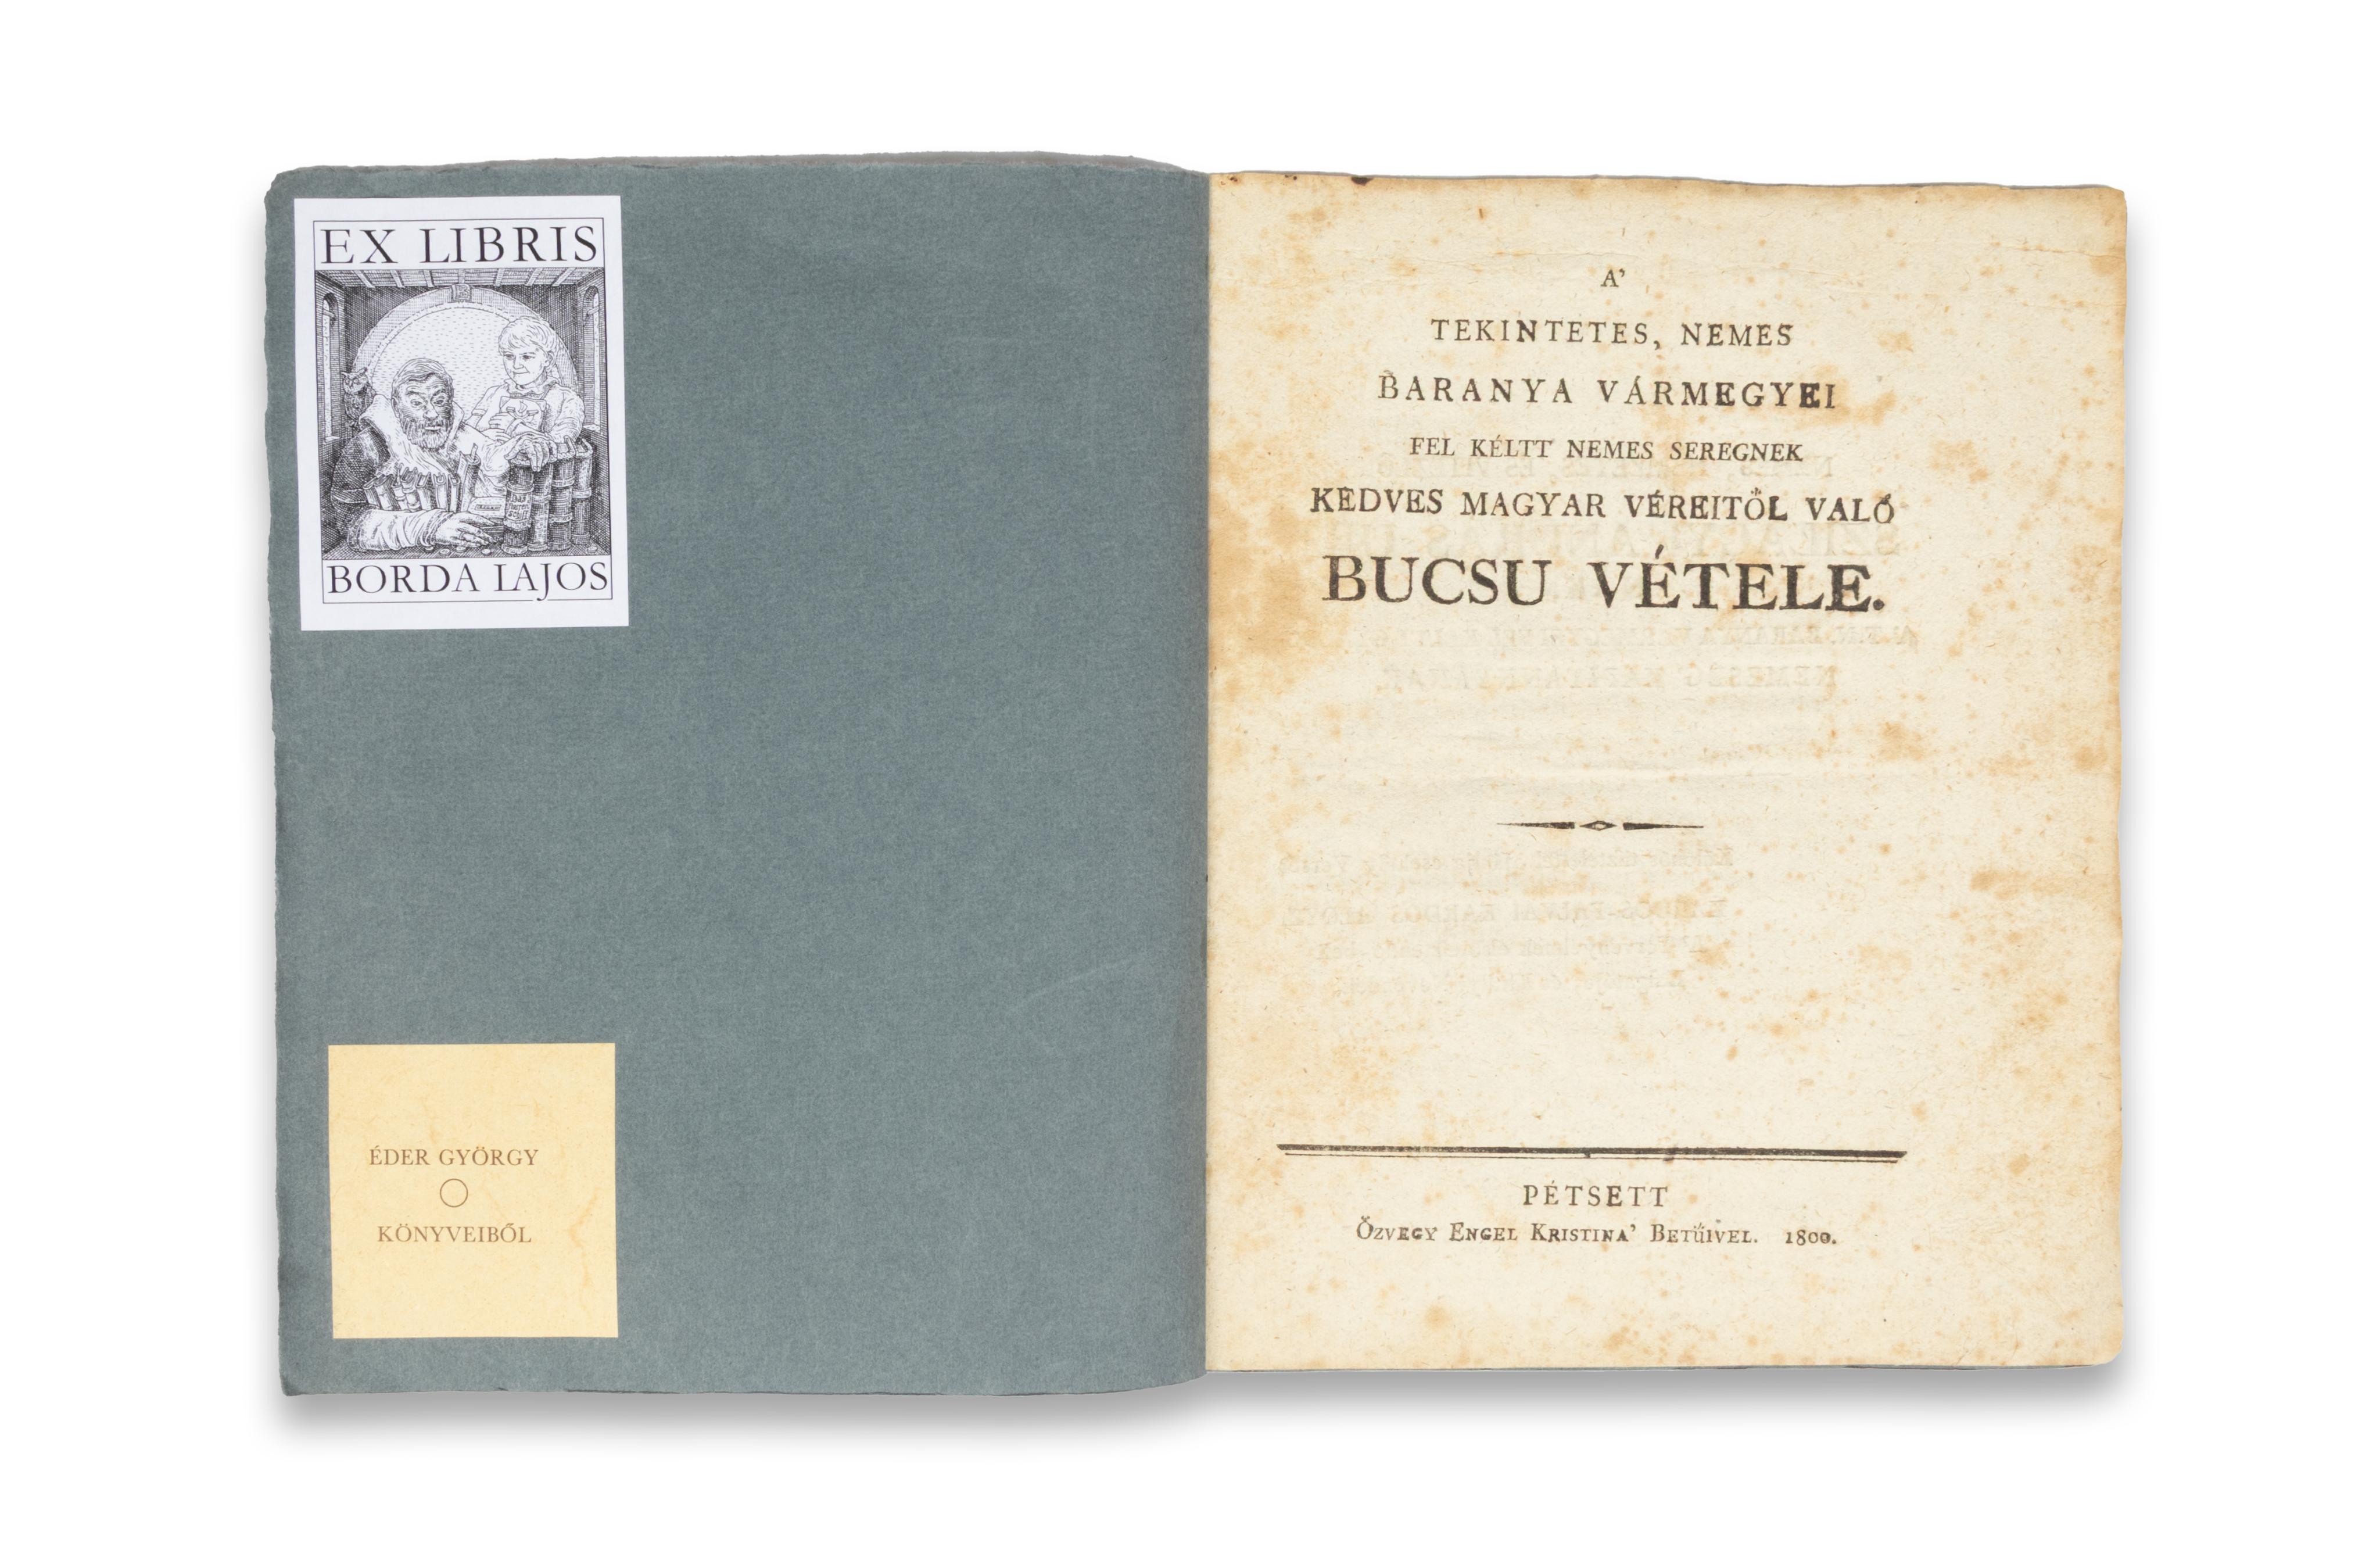 EX LIBRIS
BORDA LAJOS
ÉDER GYÖRGY
KÖNYVEIBŐL
A'
TEKINTETES, NEMES
BARANYA VÁRMEGYEI
FEL KÉLTT NEMES SEREGNEK
KEDVES MAGYAR VÉREITŐL VALÓ
BUCSU VÉTELE.
PÉTSETT
ŐZVEGY ENGEL KRISTINA' BETŰIVEL. 1800.